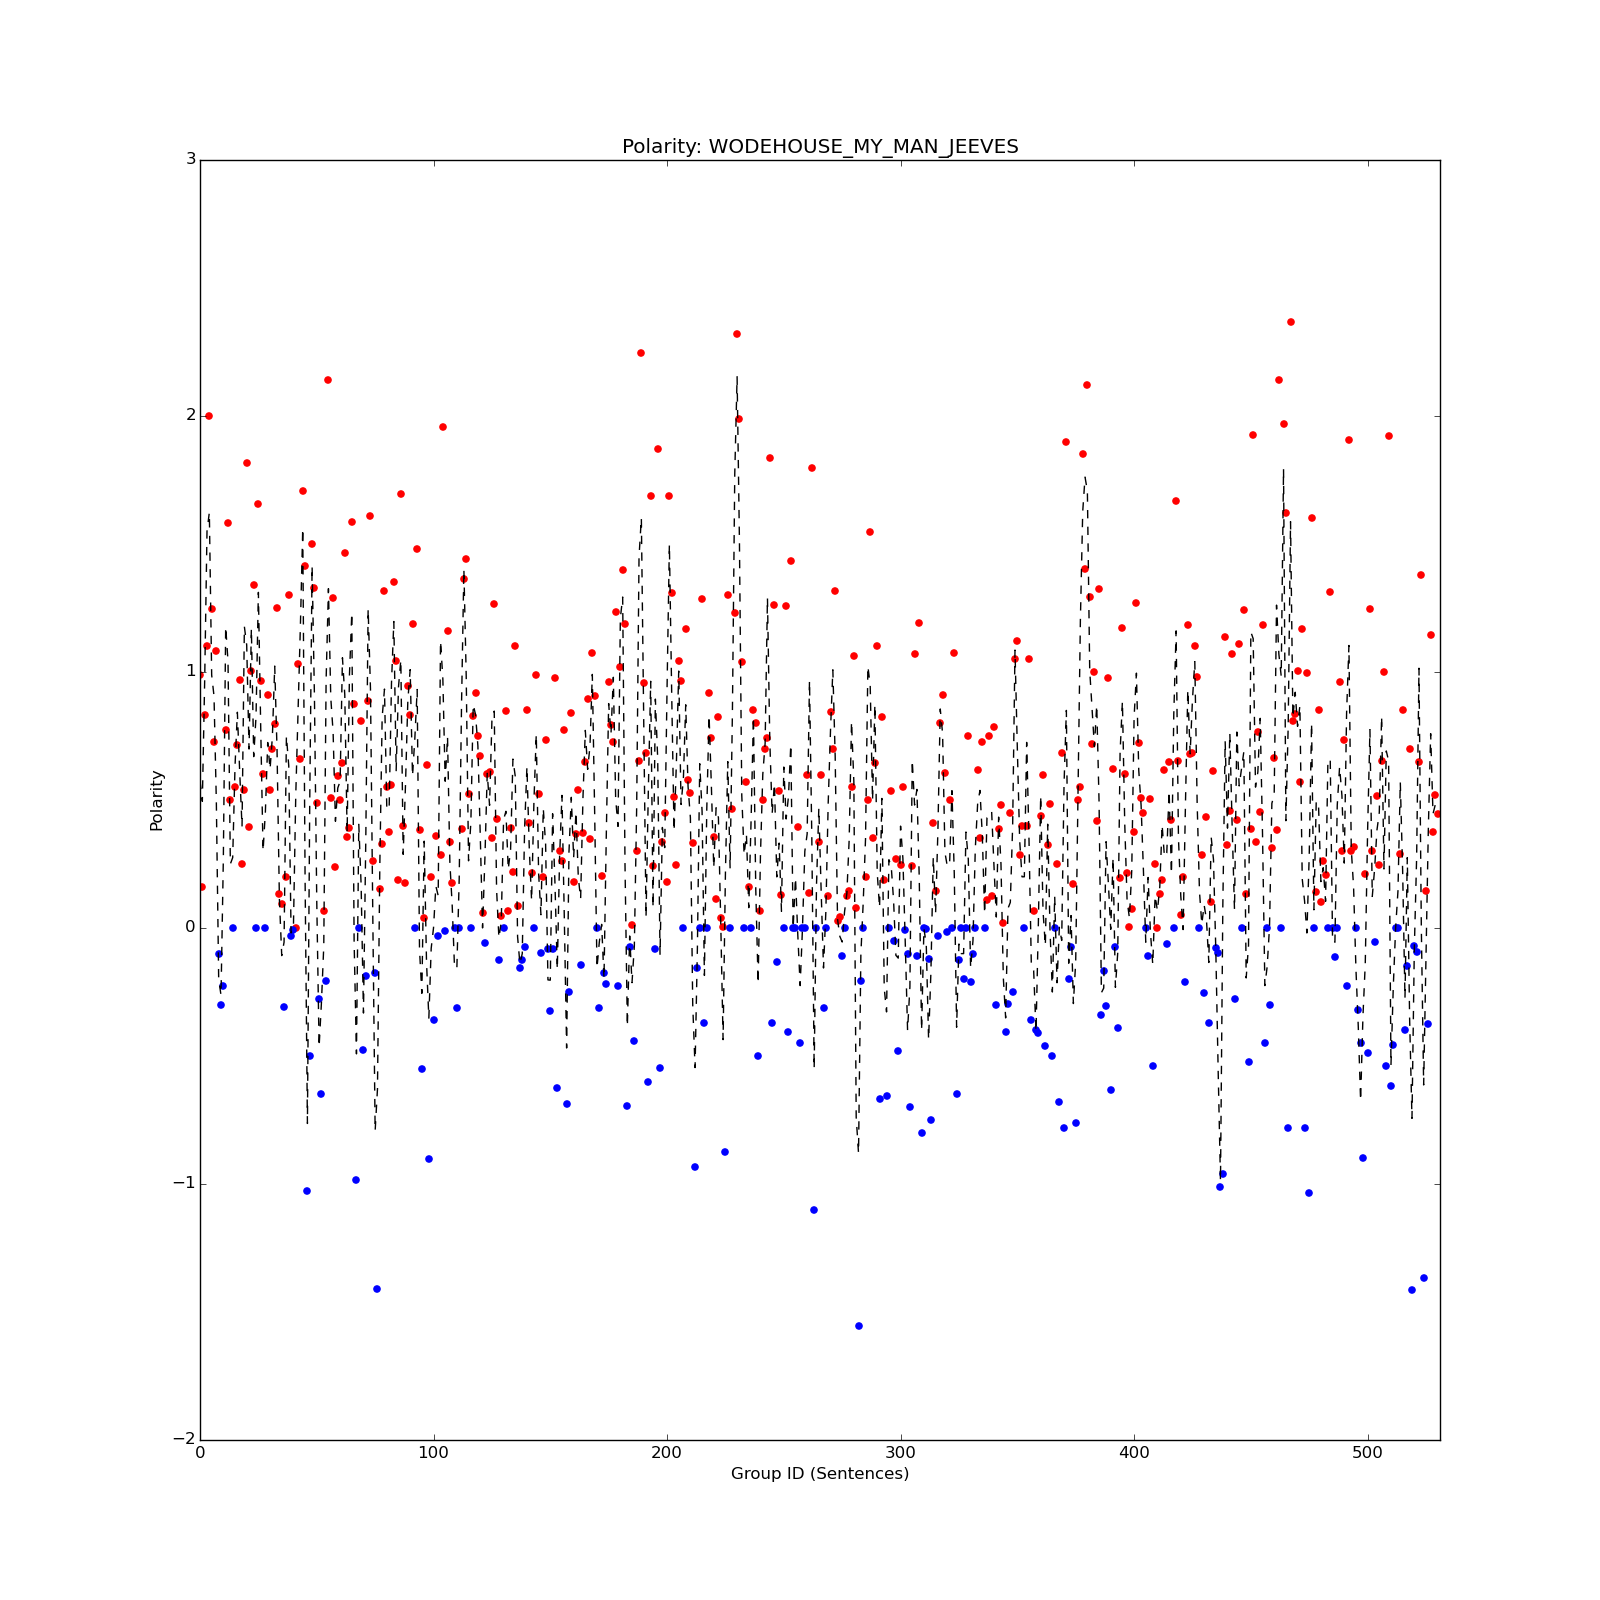 Polarity: WODEHOUSE_MY_MAN_JEEVES
3
2
1
0
−1
−2
Polarity
0 100 200 300 400 500
Group ID (Sentences)